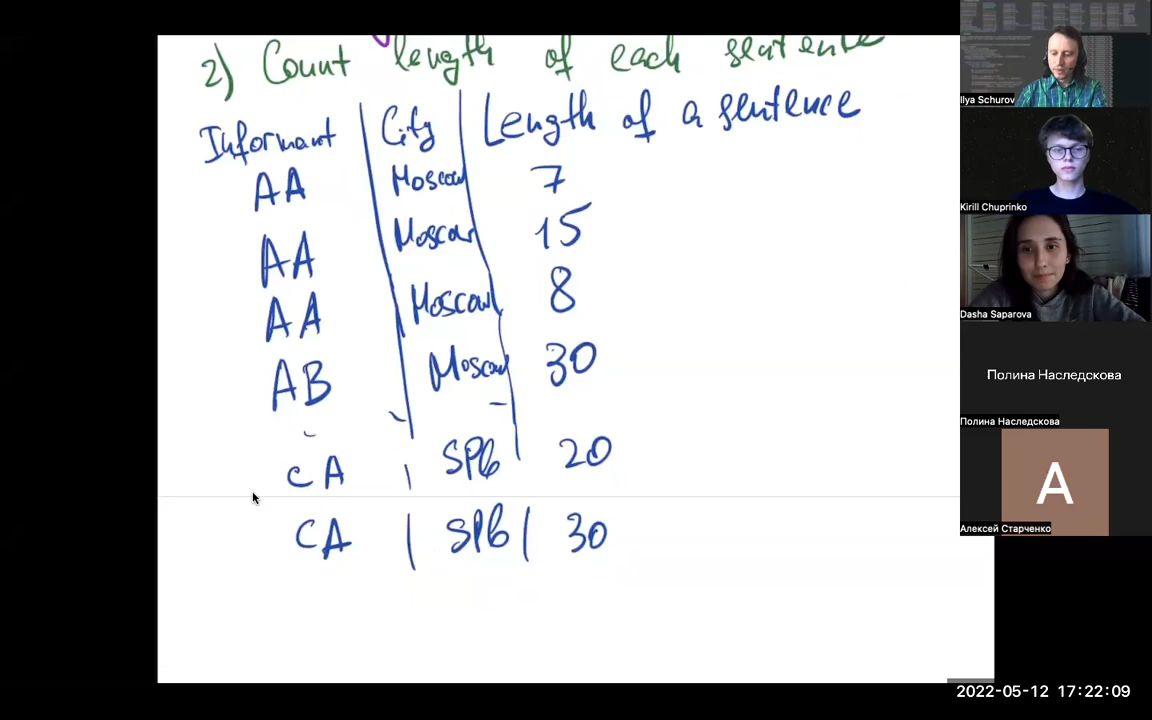 2) Count length of each sentence
Informant | City | Length of a sentence
AA Moscow 7
AA Moscow 15
AA Moscow 8
AB Moscow 30
CA | SPb 20
CA | SPb | 30
Ilya Schurov
Kirill Chuprinko
Dasha Saparova
Полина Наследскова
Полина Наследскова
А
Алексей Старченко
2022-05-12 17:22:09